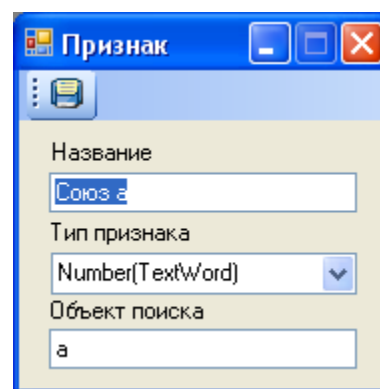 Признак
Название
Союз а
Тип признака
Number(TextWord)
Объект поиска
а